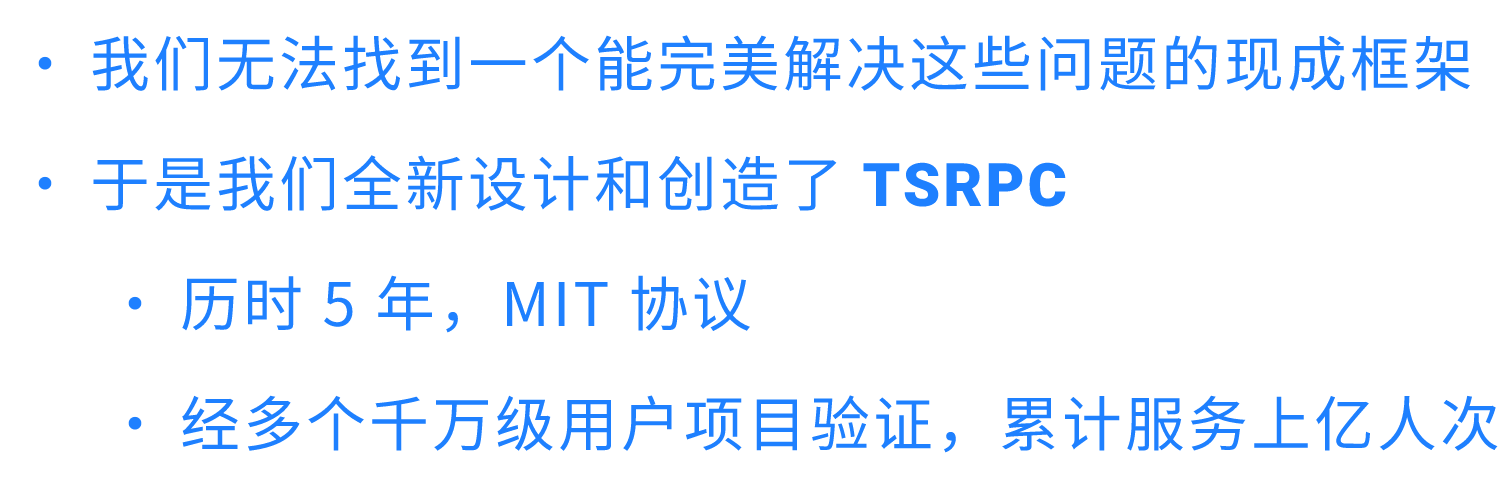 • 我们无法找到一个能完美解决这些问题的现成框架
• 于是我们全新设计和创造了 TSRPC
• 历时 5 年，MIT 协议
• 经多个千万级用户项目验证，累计服务上亿人次